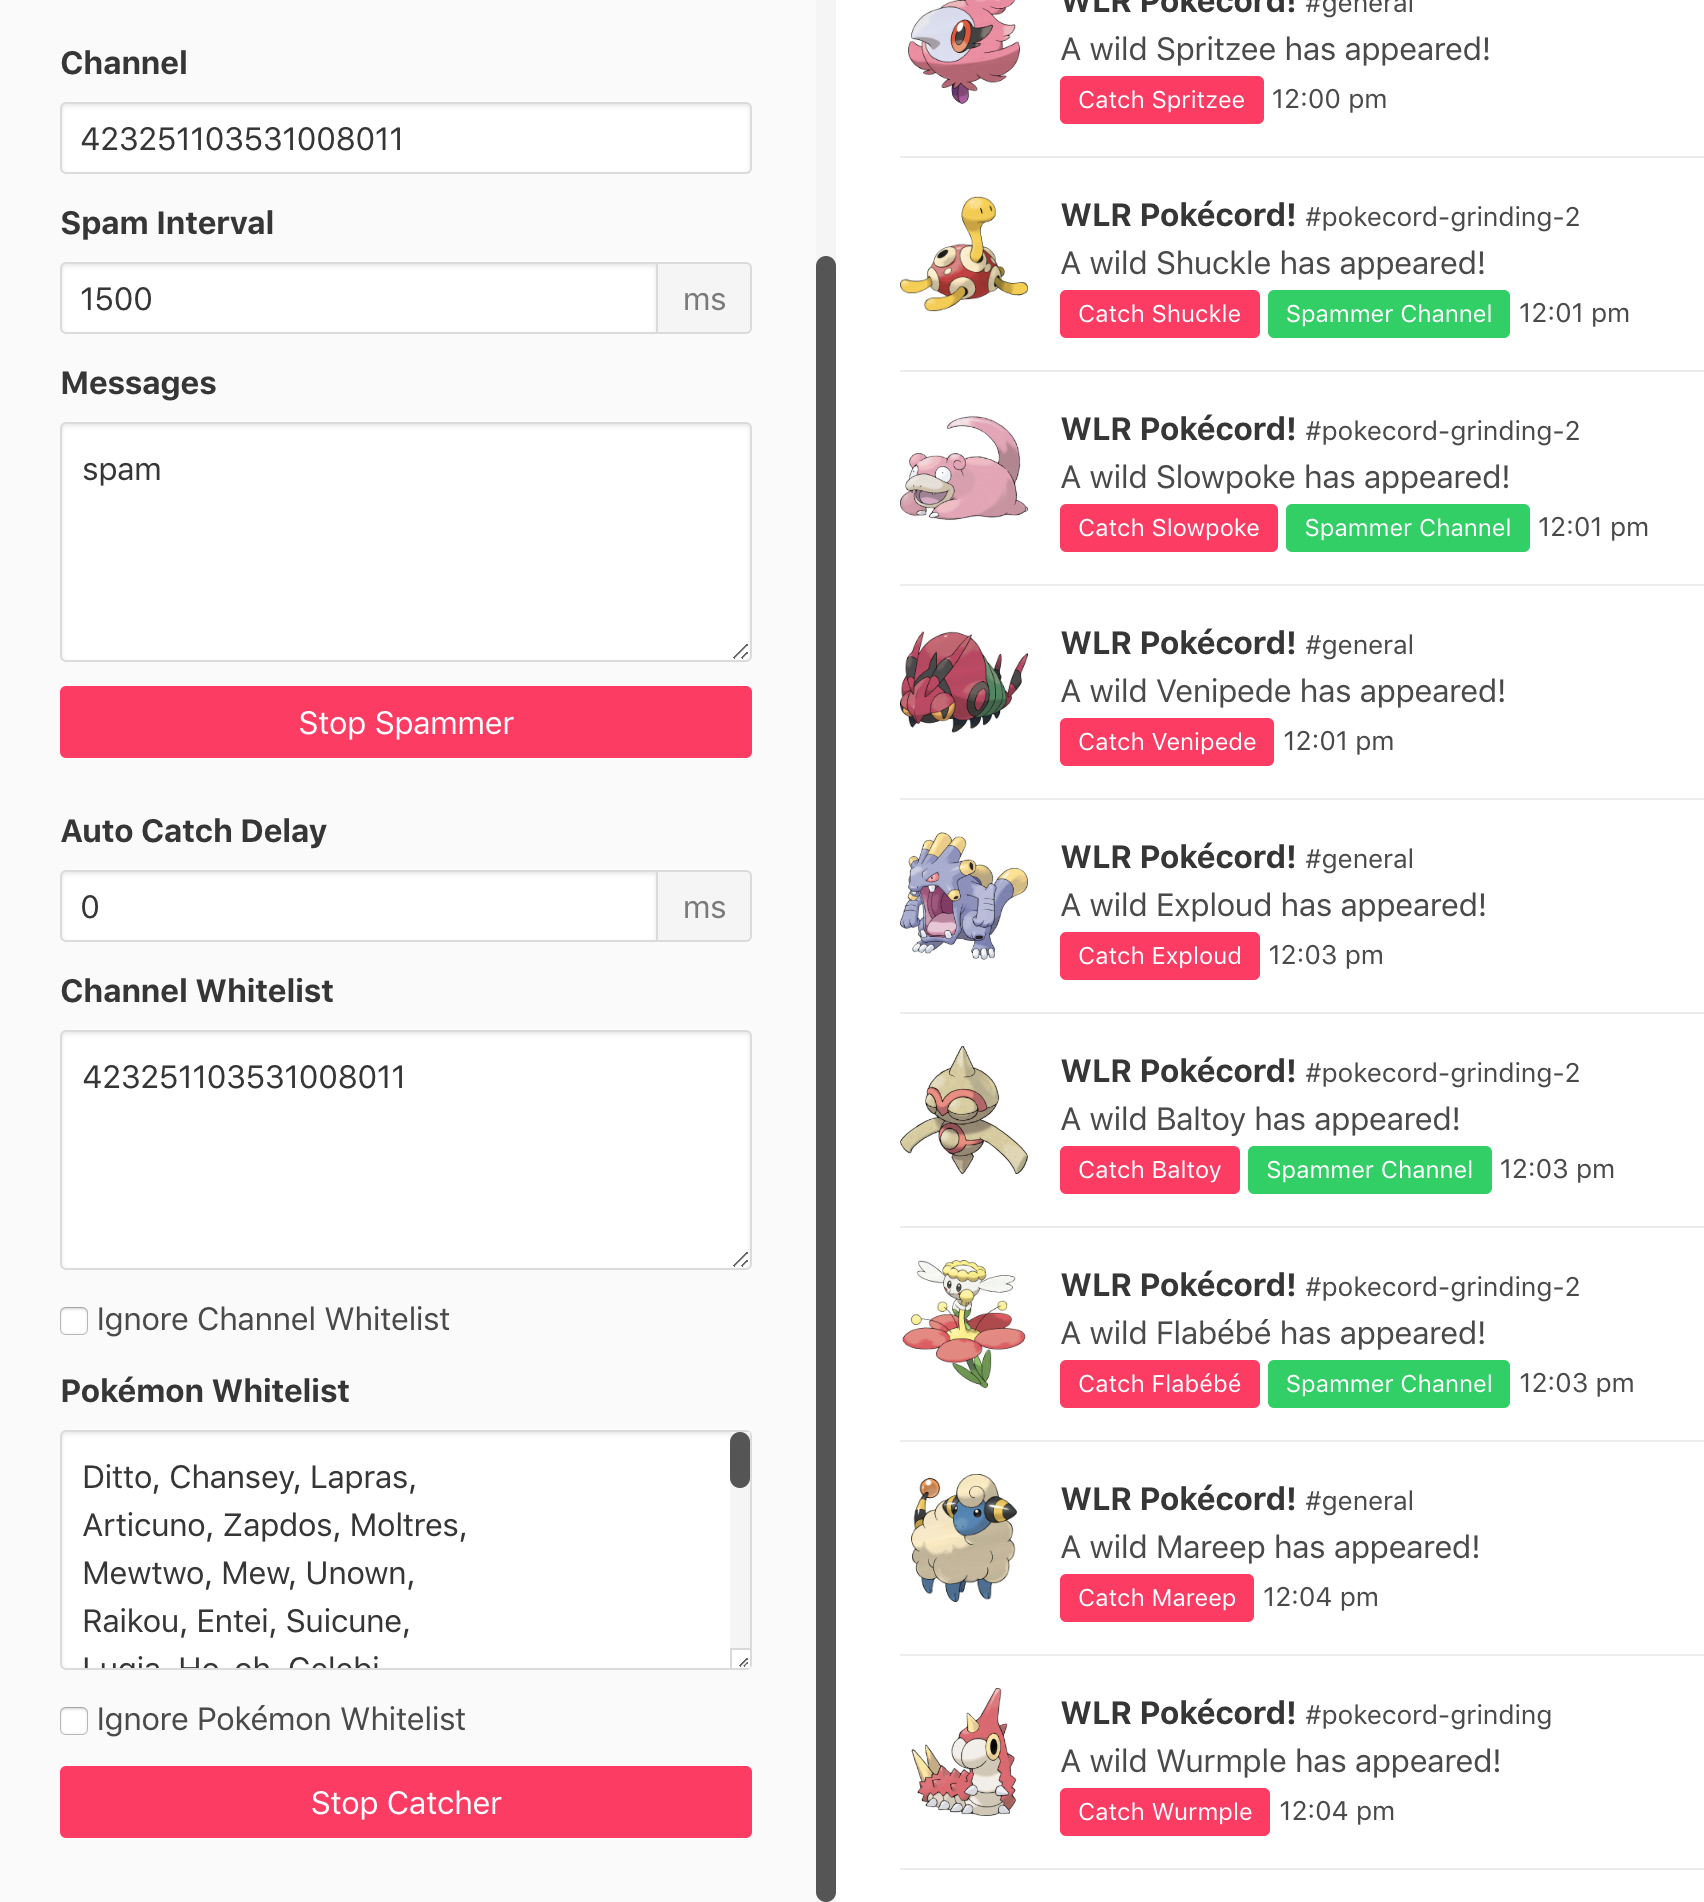 Channel
423251103531008011
Spam Interval
1500
ms
Messages
spam
Stop Spammer
Auto Catch Delay
0
ms
Channel Whitelist
423251103531008011
Ignore Channel Whitelist
Pokémon Whitelist
Ditto, Chansey, Lapras,
Articuno, Zapdos, Moltres,
Mewtwo, Mew, Unown,
Raikou, Entei, Suicune,
Lugia, Ho-oh, Celebi,
Ignore Pokémon Whitelist
Stop Catcher
WLR Pokécord! #general
A wild Spritzee has appeared!
Catch Spritzee 12:00 pm
WLR Pokécord! #pokecord-grinding-2
A wild Shuckle has appeared!
Catch Shuckle Spammer Channel 12:01 pm
WLR Pokécord! #pokecord-grinding-2
A wild Slowpoke has appeared!
Catch Slowpoke Spammer Channel 12:01 pm
WLR Pokécord! #general
A wild Venipede has appeared!
Catch Venipede 12:01 pm
WLR Pokécord! #general
A wild Exploud has appeared!
Catch Exploud 12:03 pm
WLR Pokécord! #pokecord-grinding-2
A wild Baltoy has appeared!
Catch Baltoy Spammer Channel 12:03 pm
WLR Pokécord! #pokecord-grinding-2
A wild Flabébé has appeared!
Catch Flabébé Spammer Channel 12:03 pm
WLR Pokécord! #general
A wild Mareep has appeared!
Catch Mareep 12:04 pm
WLR Pokécord! #pokecord-grinding
A wild Wurmple has appeared!
Catch Wurmple 12:04 pm